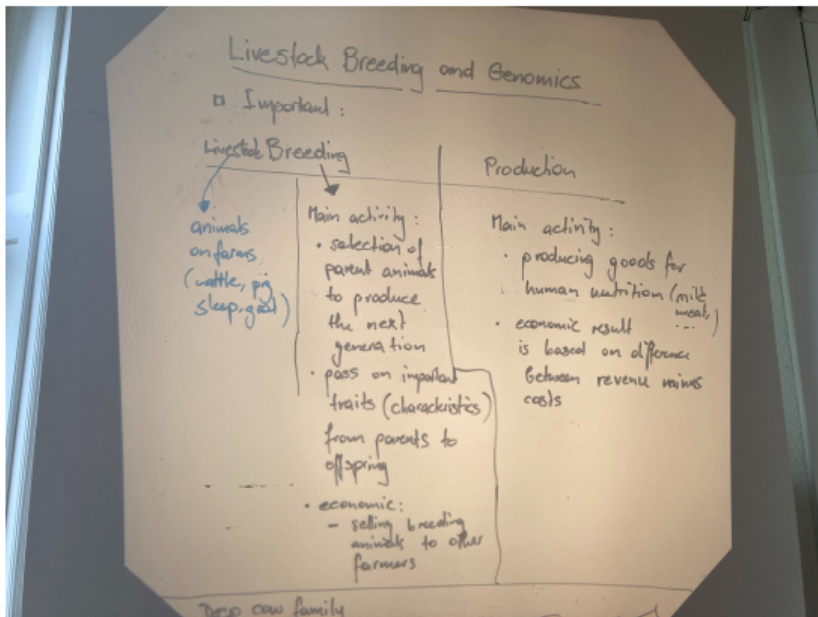 Livestock Breeding and Genomics
Important :
Livestock Breeding
animals
on farms
(cattle, pig
sheep, goat)
Main activity :
• selection of
parent animals
to produce
the next
generation
• pass on important
traits (characteristics)
from parents to
offspring
• economic :
- selling breeding
animals to other
farmers
Production
Main activity :
• producing goods for
human nutrition (milk
meat, ...)
• economic result
is based on difference
between revenue minus
costs
cow family